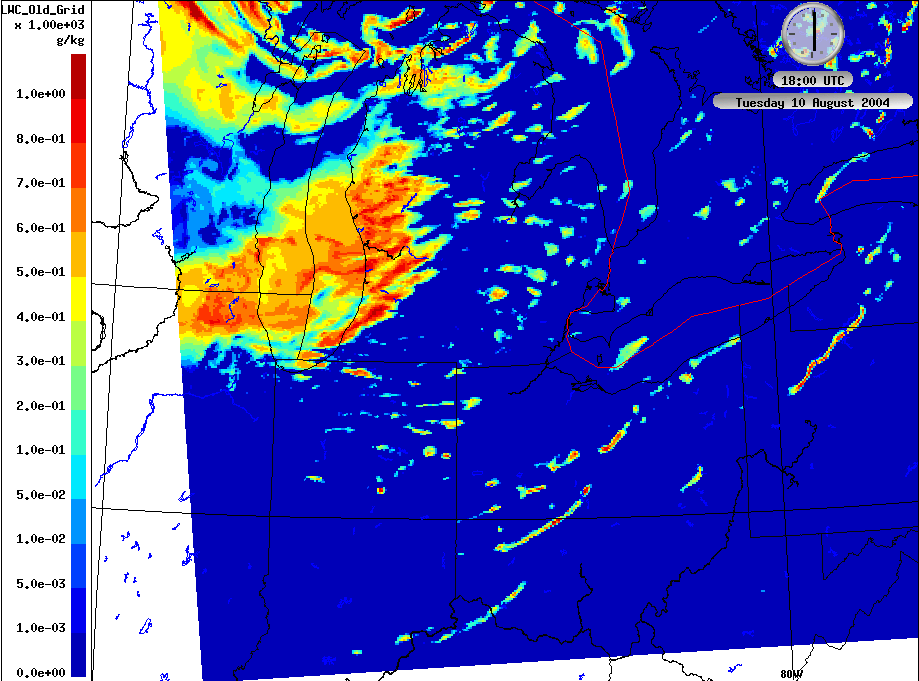 LWC_Old_Grid
x 1.00e+03
g/kg
1.0e+00
8.0e-01
7.0e-01
6.0e-01
5.0e-01
4.0e-01
3.0e-01
2.0e-01
1.0e-01
5.0e-02
1.0e-02
5.0e-03
1.0e-03
0.0e+00
18:00 UTC
Tuesday 10 August 2004
80W